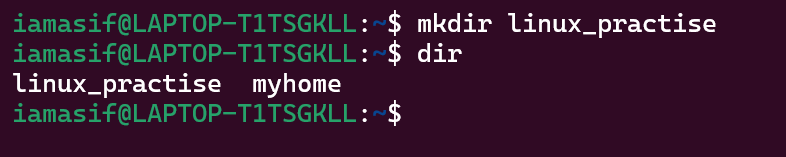 iamasif@LAPTOP-T1TSGKLL:~$ mkdir linux_practise
iamasif@LAPTOP-T1TSGKLL:~$ dir
linux_practise  myhome
iamasif@LAPTOP-T1TSGKLL:~$